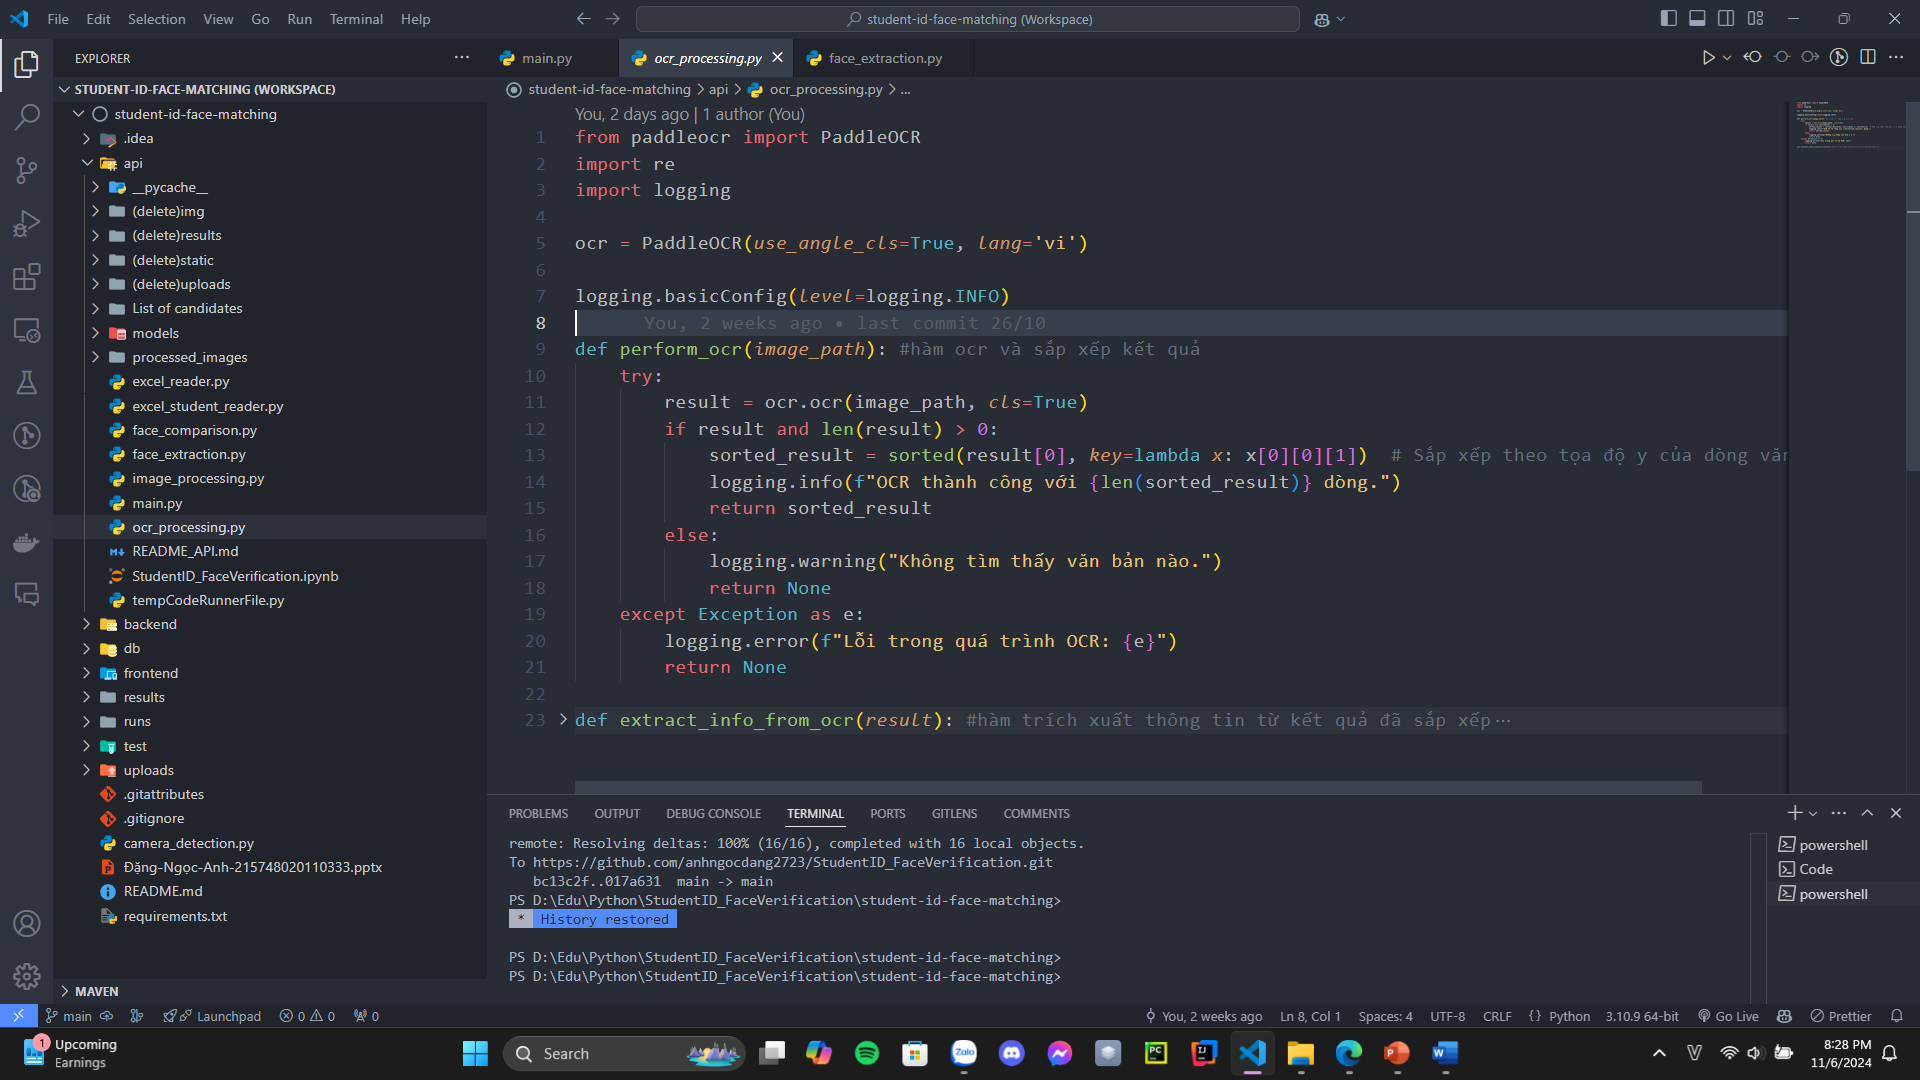 File Edit Selection View Go Run Terminal Help
student-id-face-matching (Workspace)
EXPLORER
main.py
ocr_processing.py
face_extraction.py
STUDENT-ID-FACE-MATCHING (WORKSPACE)
student-id-face-matching
.idea
api
__pycache__
(delete)img
(delete)results
(delete)static
(delete)uploads
List of candidates
models
processed_images
excel_reader.py
excel_student_reader.py
face_comparison.py
face_extraction.py
image_processing.py
main.py
ocr_processing.py
README_API.md
StudentID_FaceVerification.ipynb
tempCodeRunnerFile.py
backend
db
frontend
results
runs
test
uploads
.gitattributes
.gitignore
camera_detection.py
Đặng-Ngọc-Anh-215748020110333.pptx
README.md
requirements.txt
MAVEN
student-id-face-matching > api > ocr_processing.py > ...
You, 2 days ago | 1 author (You)
1 from paddleocr import PaddleOCR
2 import re
3 import logging
4
5 ocr = PaddleOCR(use_angle_cls=True, lang='vi')
6
7 logging.basicConfig(level=logging.INFO)
8 You, 2 weeks ago • last commit 26/10
9 def perform_ocr(image_path): #hàm ocr và sắp xếp kết quả
10 try:
11 result = ocr.ocr(image_path, cls=True)
12 if result and len(result) > 0:
13 sorted_result = sorted(result[0], key=lambda x: x[0][0][1]) # Sắp xếp theo tọa độ y của dòng văn
14 logging.info(f"OCR thành công với {len(sorted_result)} dòng.")
15 return sorted_result
16 else:
17 logging.warning("Không tìm thấy văn bản nào.")
18 return None
19 except Exception as e:
20 logging.error(f"Lỗi trong quá trình OCR: {e}")
21 return None
22
23 def extract_info_from_ocr(result): #hàm trích xuất thông tin từ kết quả đã sắp xếp ...
PROBLEMS OUTPUT DEBUG CONSOLE TERMINAL PORTS GITLENS COMMENTS
remote: Resolving deltas: 100% (16/16), completed with 16 local objects.
To https://github.com/anhngocdang2723/StudentID_FaceVerification.git
bc13c2f..017a631 main -> main
PS D:\Edu\Python\StudentID_FaceVerification\student-id-face-matching>
* History restored
PS D:\Edu\Python\StudentID_FaceVerification\student-id-face-matching>
PS D:\Edu\Python\StudentID_FaceVerification\student-id-face-matching>
powershell
Code
powershell
main Launchpad 0 0 0 You, 2 weeks ago Ln 8, Col 1 Spaces: 4 UTF-8 CRLF {} Python 3.10.9 64-bit Go Live Prettier
1
Upcoming
Earnings
Search
Zalo
PC
IJ
P
W
V
8:28 PM
11/6/2024